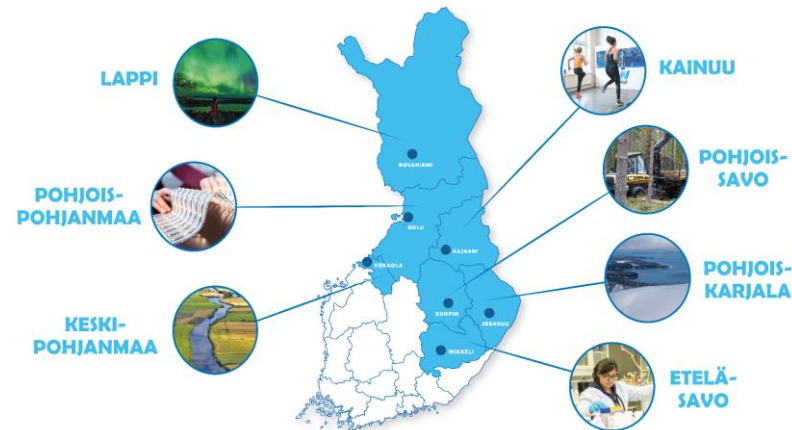 LAPPI
KAINUU
POHJOIS-
SAVO
POHJOIS-
POHJANMAA
POHJOIS-
KARJALA
KESKI-
POHJANMAA
ETELÄ-
SAVO
ROVANIEMI
OULU
KAJAANI
KOKKOLA
KUOPIO
JOENSUU
MIKKELI